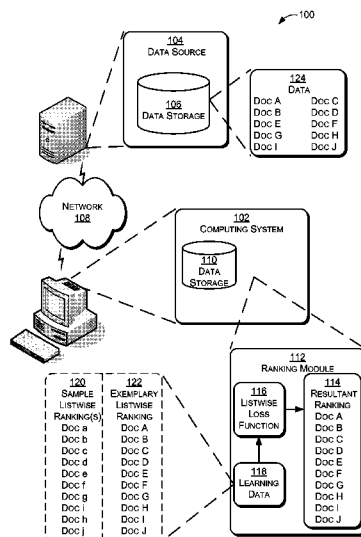 100
104
DATA SOURCE
106
DATA STORAGE
124
DATA
DOC A DOC C
DOC B DOC D
DOC E DOC F
DOC G DOC H
DOC I DOC J
NETWORK
108
102
COMPUTING SYSTEM
110
DATA
STORAGE
112
RANKING MODULE
116
LISTWISE
LOSS
FUNCTION
118
LEARNING
DATA
114
RESULTANT
RANKING
DOC A
DOC B
DOC C
DOC D
DOC E
DOC F
DOC G
DOC H
DOC I
DOC J
120
SAMPLE
LISTWISE
RANKING(S)
DOC a
DOC b
DOC c
DOC d
DOC e
DOC f
DOC g
DOC i
DOC h
DOC j
122
EXEMPLARY
LISTWISE
RANKING
DOC A
DOC B
DOC C
DOC D
DOC E
DOC F
DOC G
DOC H
DOC I
DOC J